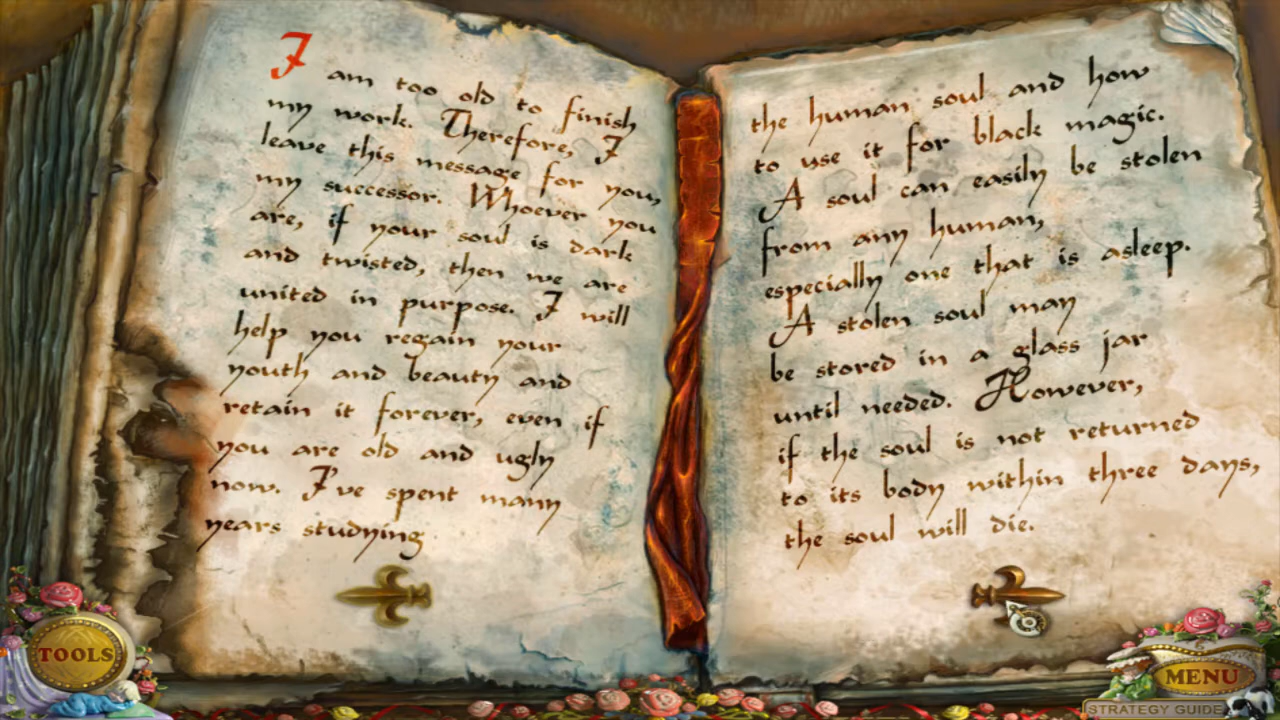 I am too old to finish
my work. Therefore, I
leave this message for you,
my successor. Whoever you
are, if your soul is dark
and twisted, then we are
united in purpose. I will
help you regain your
youth and beauty and
retain it forever, even if
you are old and ugly
now. I've spent many
years studying
the human soul and how
to use it for black magic.
A soul can easily be stolen
from any human,
especially one that is asleep.
A stolen soul may
be stored in a glass jar
until needed. However,
if the soul is not returned
to its body within three days,
the soul will die.
TOOLS
MENU
STRATEGY GUIDE